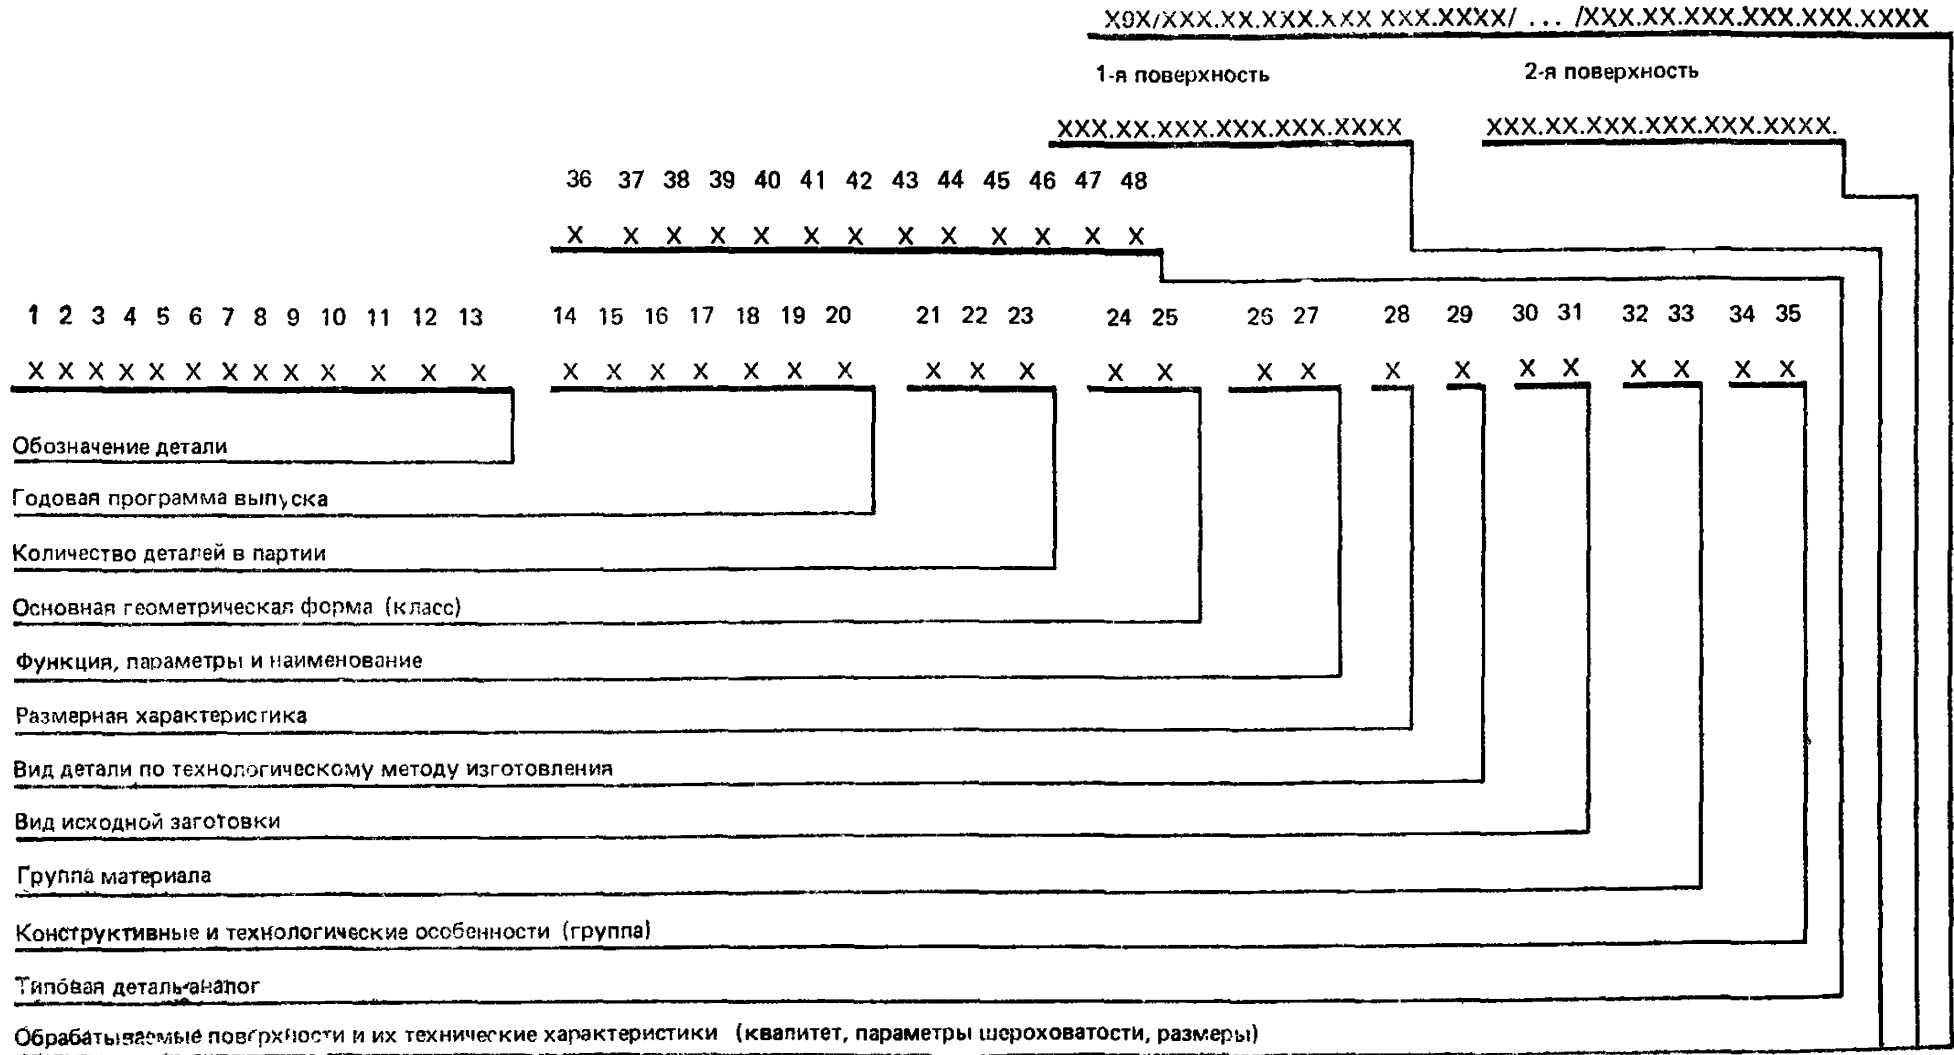 X0X/XXX.XX.XXX.XXX XXX.XXXX/ ... /XXX.XX.XXX.XXX.XXX.XXXX
1-я поверхность 2-я поверхность
XXX.XX.XXX.XXX.XXX.XXXX XXX.XX.XXX.XXX.XXX.XXXX.
36 37 38 39 40 41 42 43 44 45 46 47 48
X X X X X X X X X X X X X
1 2 3 4 5 6 7 8 9 10 11 12 13 14 15 16 17 18 19 20 21 22 23 24 25 26 27 28 29 30 31 32 33 34 35
X X X X X X X X X X X X X X X X X X X X X X X X X X X X X X X X X X X
Обозначение детали
Годовая программа выпуска
Количество деталей в партии
Основная геометрическая форма (класс)
Функция, параметры и наименование
Размерная характеристика
Вид детали по технологическому методу изготовления
Вид исходной заготовки
Группа материала
Конструктивные и технологические особенности (группа)
Типовая деталь-аналог
Обрабатываемые поверхности и их технические характеристики (квалитет, параметры шероховатости, размеры)